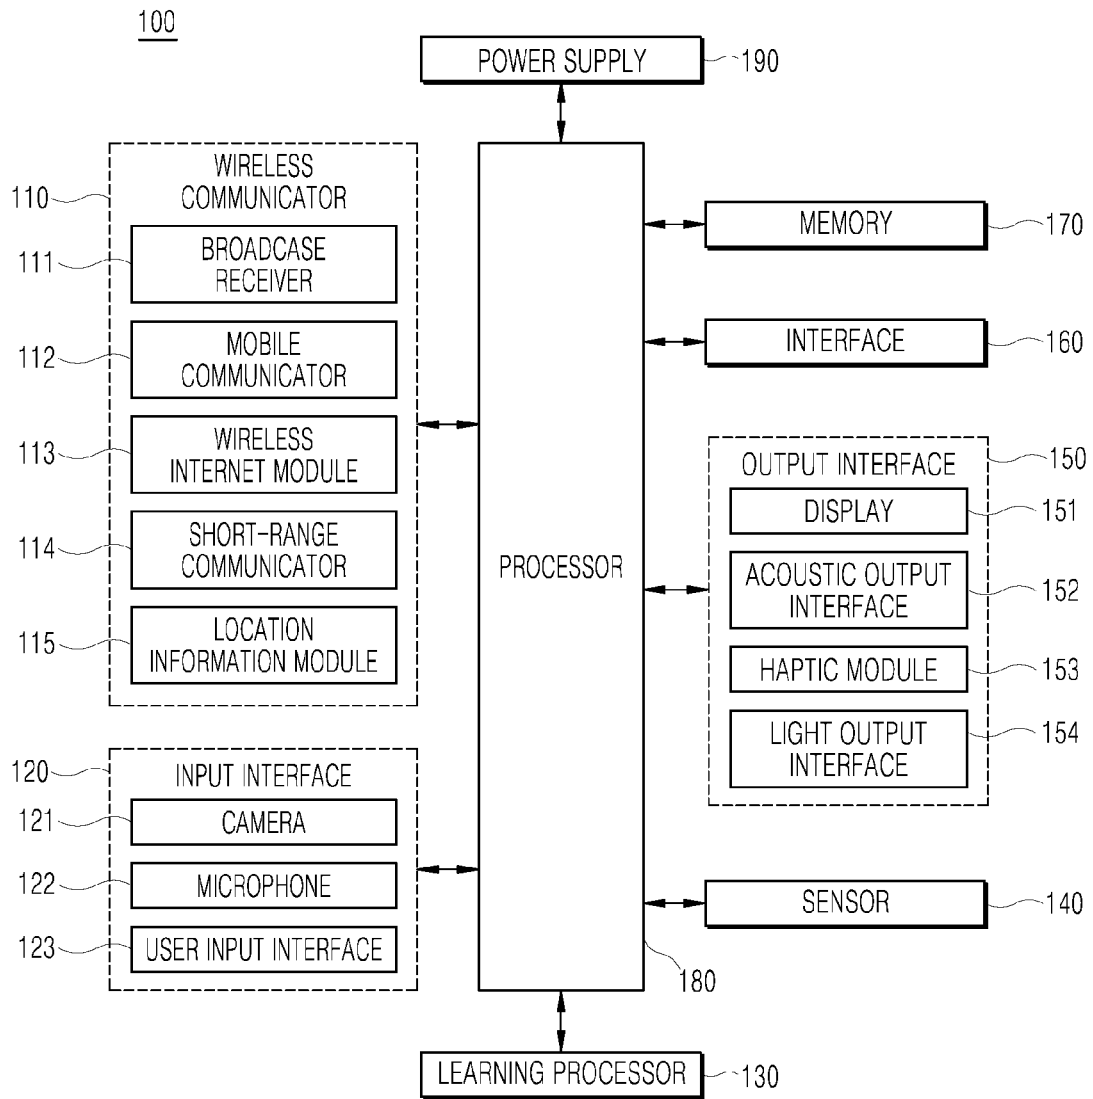 100
POWER SUPPLY
190
WIRELESS
COMMUNICATOR
110
BROADCASE
RECEIVER
111
MOBILE
COMMUNICATOR
112
WIRELESS
INTERNET MODULE
113
SHORT-RANGE
COMMUNICATOR
114
LOCATION
INFORMATION MODULE
115
INPUT INTERFACE
120
CAMERA
121
MICROPHONE
122
USER INPUT INTERFACE
123
PROCESSOR
180
MEMORY
170
INTERFACE
160
OUTPUT INTERFACE
150
DISPLAY
151
ACOUSTIC OUTPUT
INTERFACE
152
HAPTIC MODULE
153
LIGHT OUTPUT
INTERFACE
154
SENSOR
140
LEARNING PROCESSOR
130